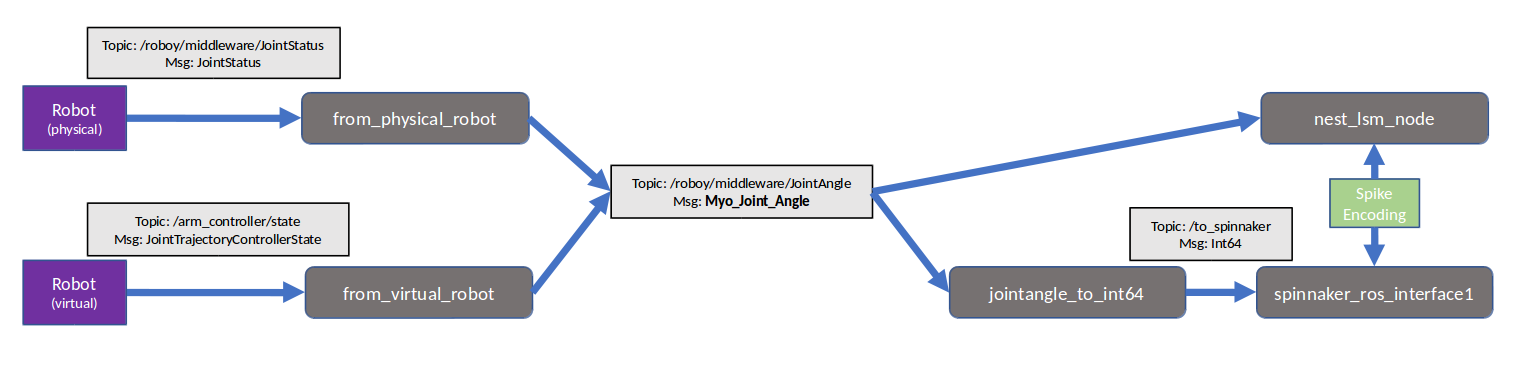 Topic: /roboy/middleware/JointStatus
Msg: JointStatus
Robot
(physical)
from_physical_robot
nest_lsm_node
Topic: /roboy/middleware/JointAngle
Msg: Myo_Joint_Angle
Spike
Encoding
Topic: /arm_controller/state
Msg: JointTrajectoryControllerState
Topic: /to_spinnaker
Msg: Int64
Robot
(virtual)
from_virtual_robot
jointangle_to_int64
spinnaker_ros_interface1